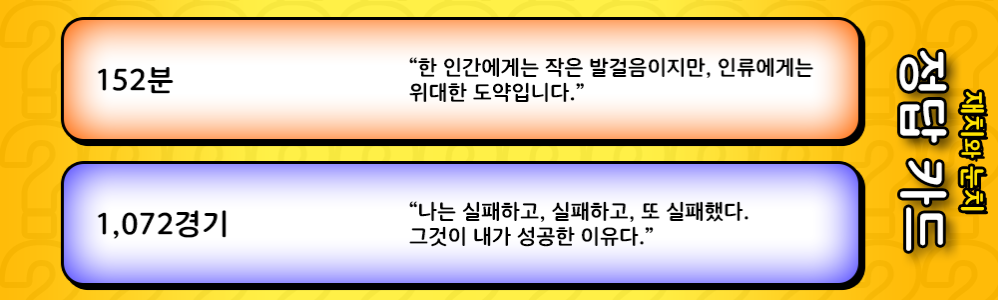 152분
“한 인간에게는 작은 발걸음이지만, 인류에게는
위대한 도약입니다.”
1,072경기
“나는 실패하고, 실패하고, 또 실패했다.
그것이 내가 성공한 이유다.”
재치와 눈치
정답 카드